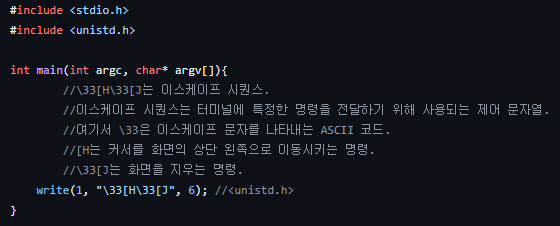 #include <stdio.h>
#include <unistd.h>
int main(int argc, char* argv[]){
//\33[H\33[J는 이스케이프 시퀀스.
//이스케이프 시퀀스는 터미널에 특정한 명령을 전달하기 위해 사용되는 제어 문자열.
//여기서 \33은 이스케이프 문자를 나타내는 ASCII 코드.
//[H는 커서를 화면의 상단 왼쪽으로 이동시키는 명령.
//\33[J는 화면을 지우는 명령.
write(1, "\33[H\33[J", 6); //<unistd.h>
}